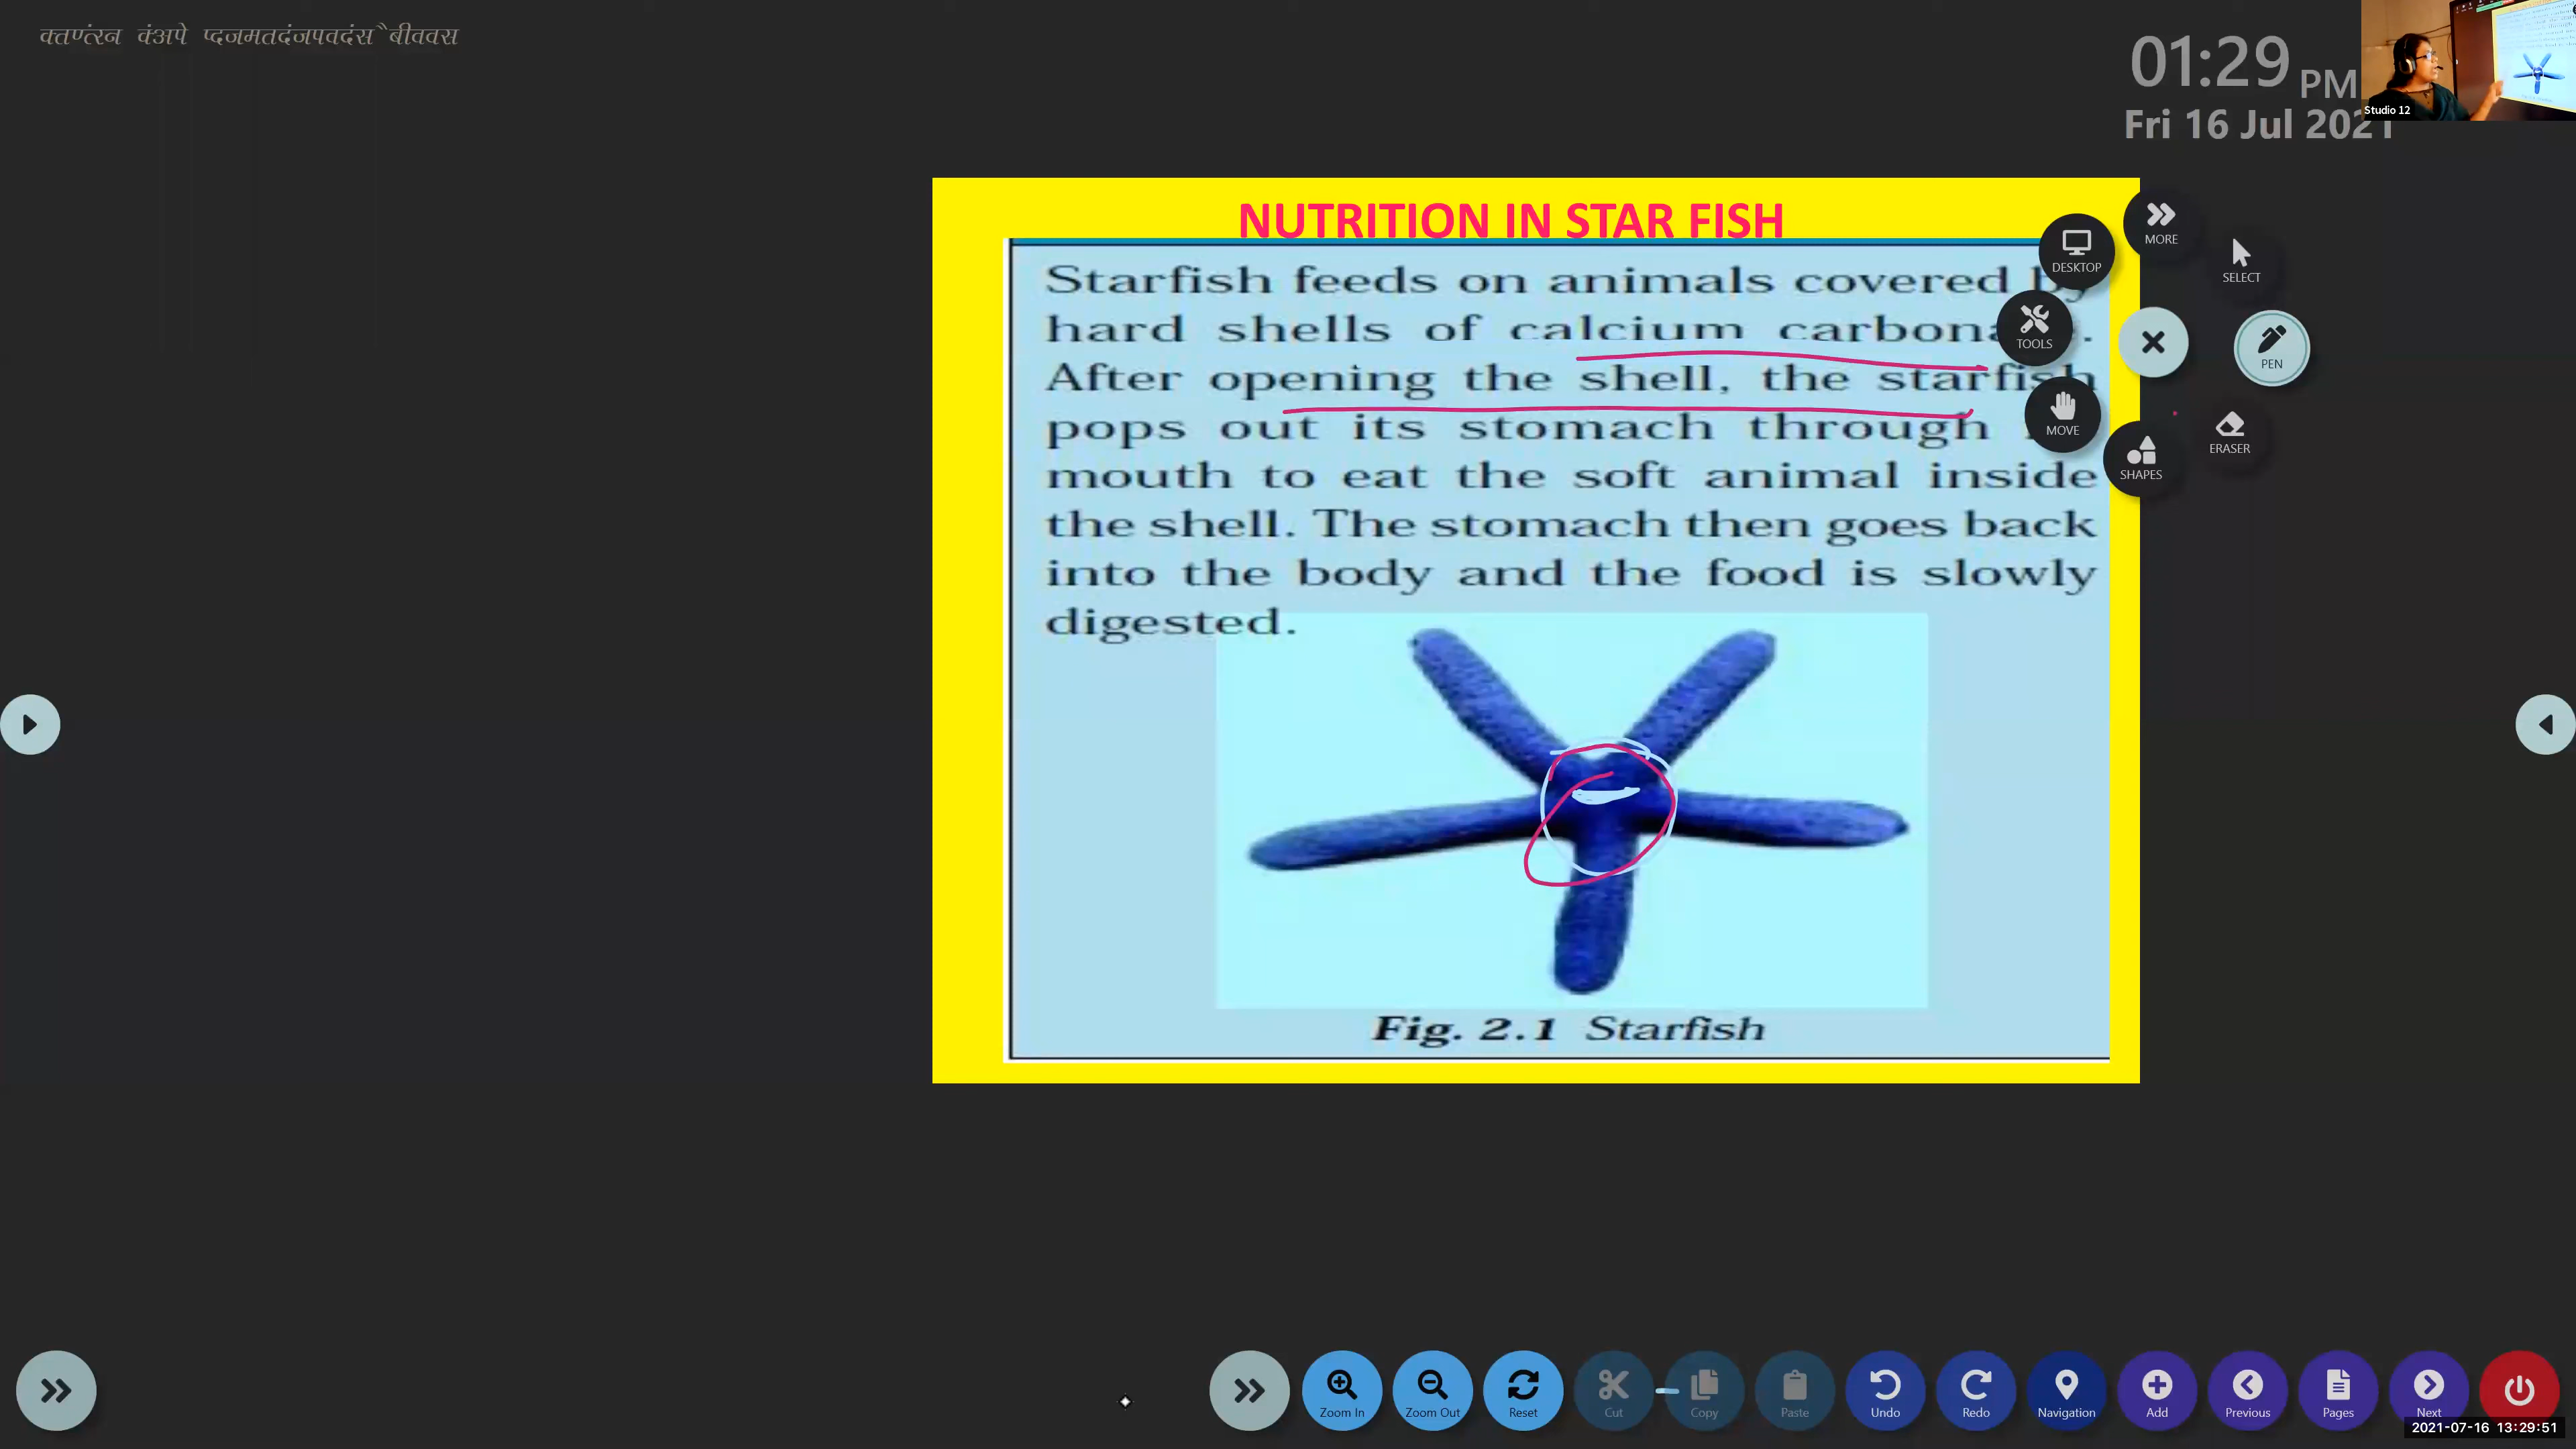 क्तण्त्रन कंअपे प्दजमतदंजपवदंस ैबीववस
01:29 PM
Fri 16 Jul 2021
Studio 12
NUTRITION IN STAR FISH
Starfish feeds on animals covered by
hard shells of calcium
After opening the shell, the starfish
pops out its stomach through
mouth to eat the soft animal inside
the shell. The stomach then goes back
into the body and the food is slowly
digested.
Fig. 2.1 Starfish
MORE
DESKTOP
SELECT
TOOLS
PEN
MOVE
ERASER
SHAPES
Zoom In
Zoom Out
Reset
Cut
Copy
Paste
Undo
Redo
Navigation
Add
Previous
Pages
Next
2021-07-16 13:29:51